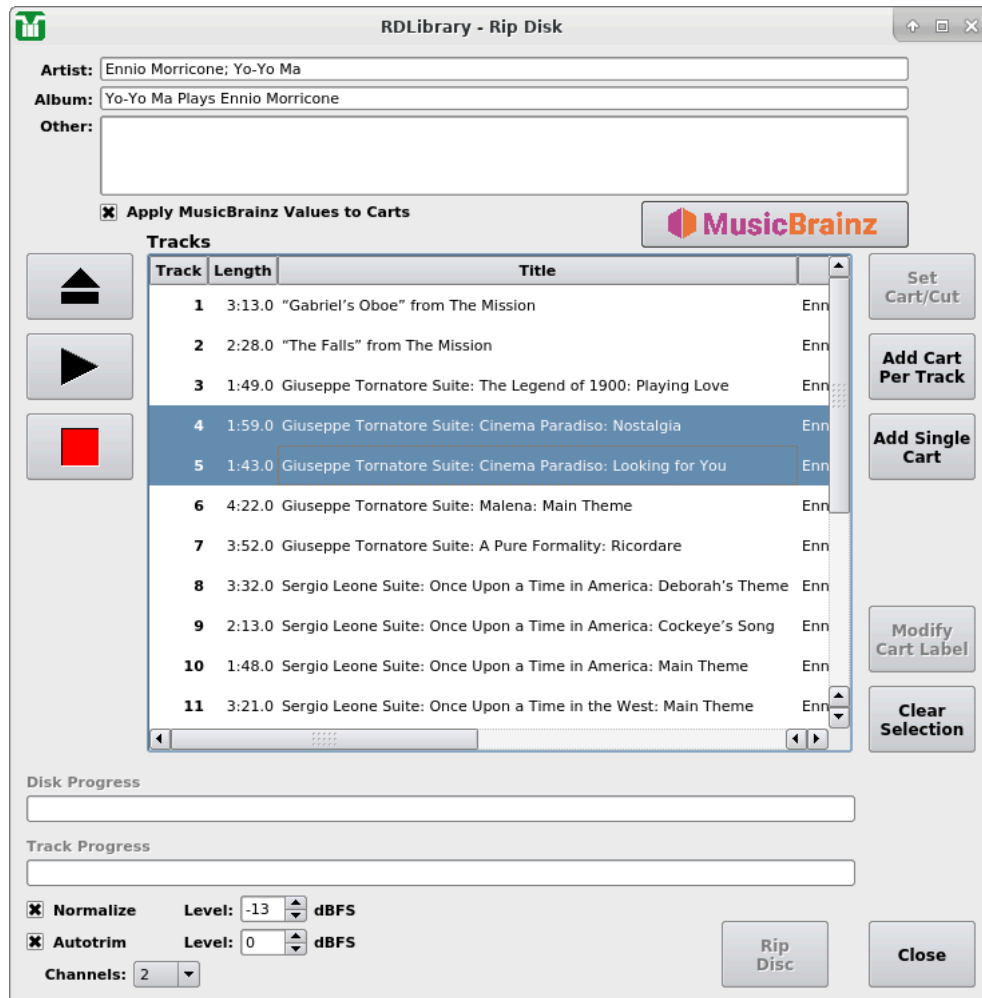 RDLibrary - Rip Disk
Artist: Ennio Morricone; Yo-Yo Ma
Album: Yo-Yo Ma Plays Ennio Morricone
Other:
Apply MusicBrainz Values to Carts
MusicBrainz
Tracks
Track Length Title
1 3:13.0 “Gabriel’s Oboe” from The Mission Enn
2 2:28.0 “The Falls” from The Mission Enn
3 1:49.0 Giuseppe Tornatore Suite: The Legend of 1900: Playing Love Enn
4 1:59.0 Giuseppe Tornatore Suite: Cinema Paradiso: Nostalgia Enn
5 1:43.0 Giuseppe Tornatore Suite: Cinema Paradiso: Looking for You Enn
6 4:22.0 Giuseppe Tornatore Suite: Malena: Main Theme Enn
7 3:52.0 Giuseppe Tornatore Suite: A Pure Formality: Ricordare Enn
8 3:32.0 Sergio Leone Suite: Once Upon a Time in America: Deborah’s Theme Enn
9 2:13.0 Sergio Leone Suite: Once Upon a Time in America: Cockeye’s Song Enn
10 1:48.0 Sergio Leone Suite: Once Upon a Time in America: Main Theme Enn
11 3:21.0 Sergio Leone Suite: Once Upon a Time in the West: Main Theme Enn
Set
Cart/Cut
Add Cart
Per Track
Add Single
Cart
Modify
Cart Label
Clear
Selection
Disk Progress
Track Progress
Normalize Level: -13 dBFS
Autotrim Level: 0 dBFS
Channels: 2
Rip
Disc
Close